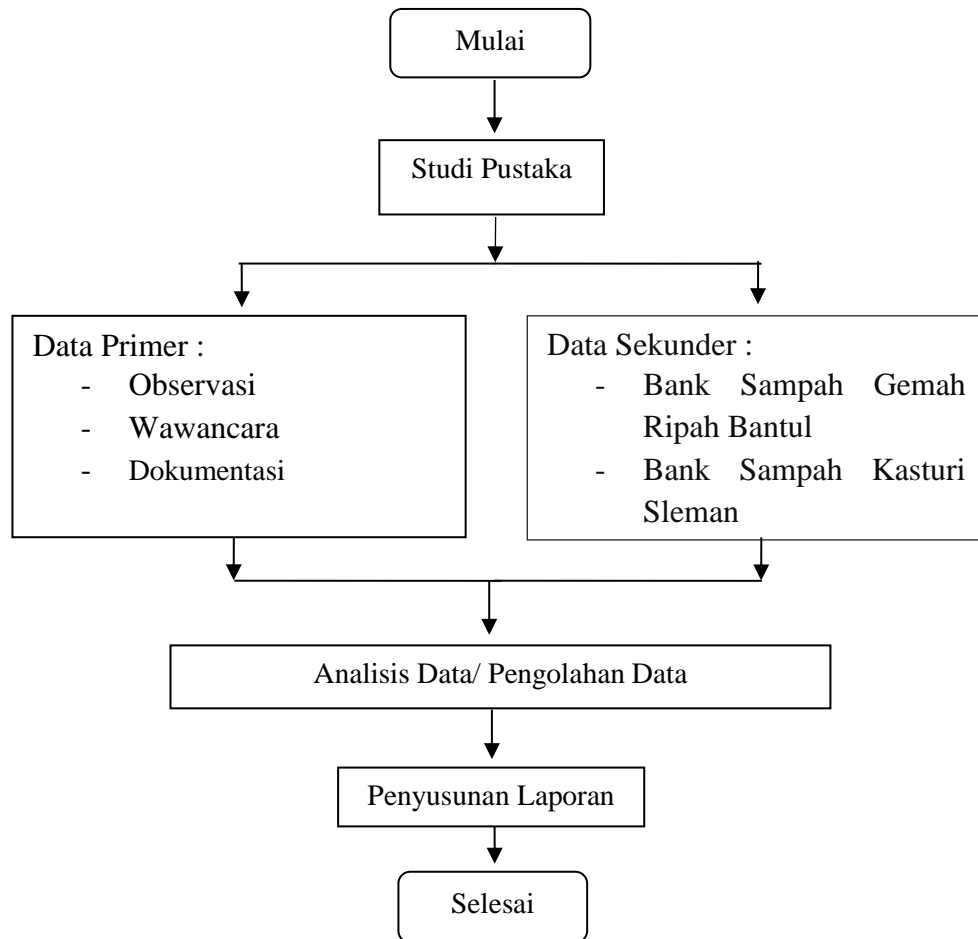 Mulai
Studi Pustaka
Data Primer :
- Observasi
- Wawancara
- Dokumentasi
Data Sekunder :
- Bank Sampah Gemah
Ripah Bantul
- Bank Sampah Kasturi
Sleman
Analisis Data/ Pengolahan Data
Penyusunan Laporan
Selesai